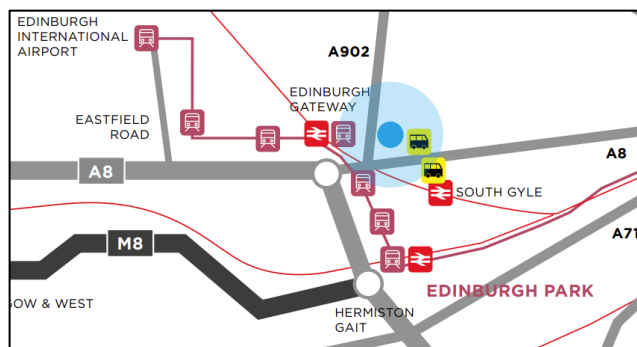 EDINBURGH
INTERNATIONAL
AIRPORT
A902
EDINBURGH
GATEWAY
EASTFIELD
ROAD
A8
A8
SOUTH GYLE
A71
M8
EDINBURGH PARK
GOW & WEST
HERMISTON
GAIT